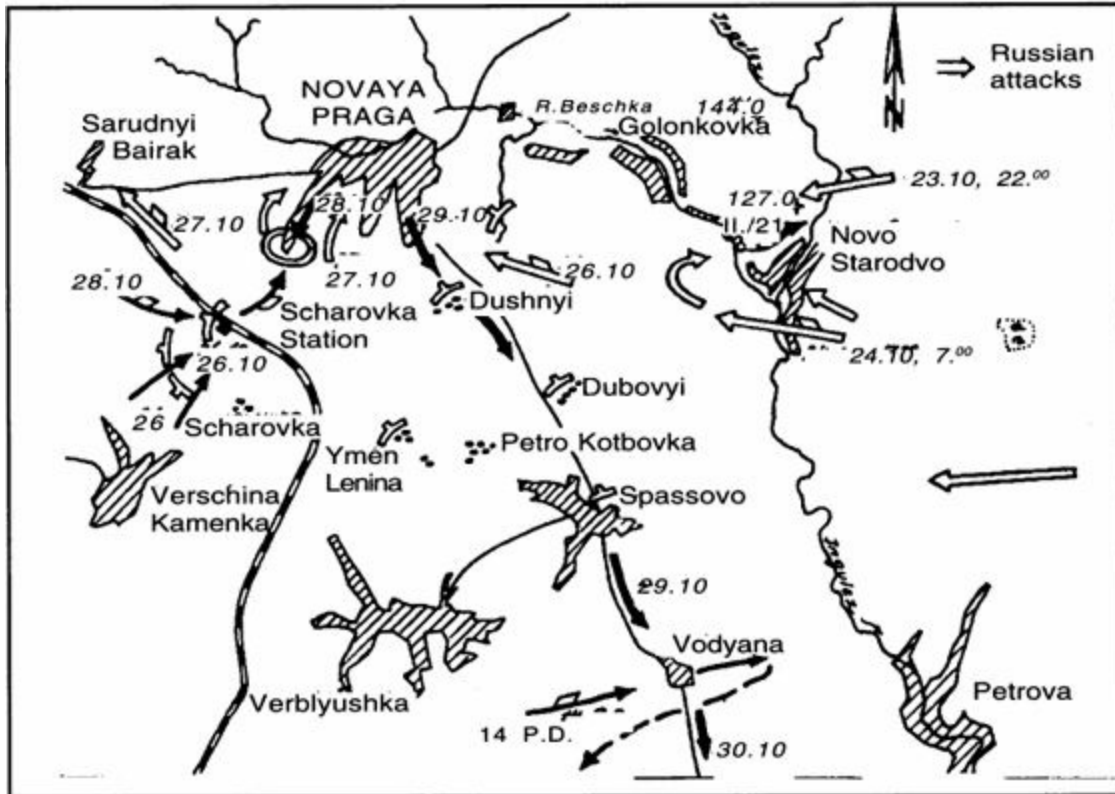 Ingulez
Russian
attacks
N
NOVAYA
PRAGA
R.Beschka
144.0
Golonkovka
Sarudnyi
Bairak
23.10, 22.⁰⁰
127.0
28.10
29.10
27.10
II./21
Novo
Starodvo
26.10
27.10
28.10
Dushnyi
Scharovka
Station
24.10, 7.⁰⁰
26.10
Dubovyi
26
Scharovka
Ymen
Lenina
Petro Kotbovka
Verschina
Kamenka
Spassovo
Ingulez
29.10
Vodyana
Verblyushka
Petrova
14 P.D.
30.10